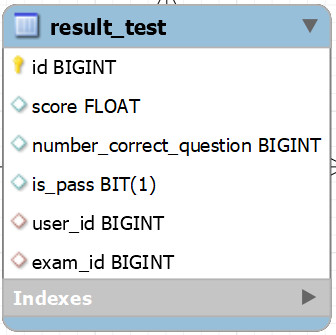 result_test
id BIGINT
score FLOAT
number_correct_question BIGINT
is_pass BIT(1)
user_id BIGINT
exam_id BIGINT
Indexes